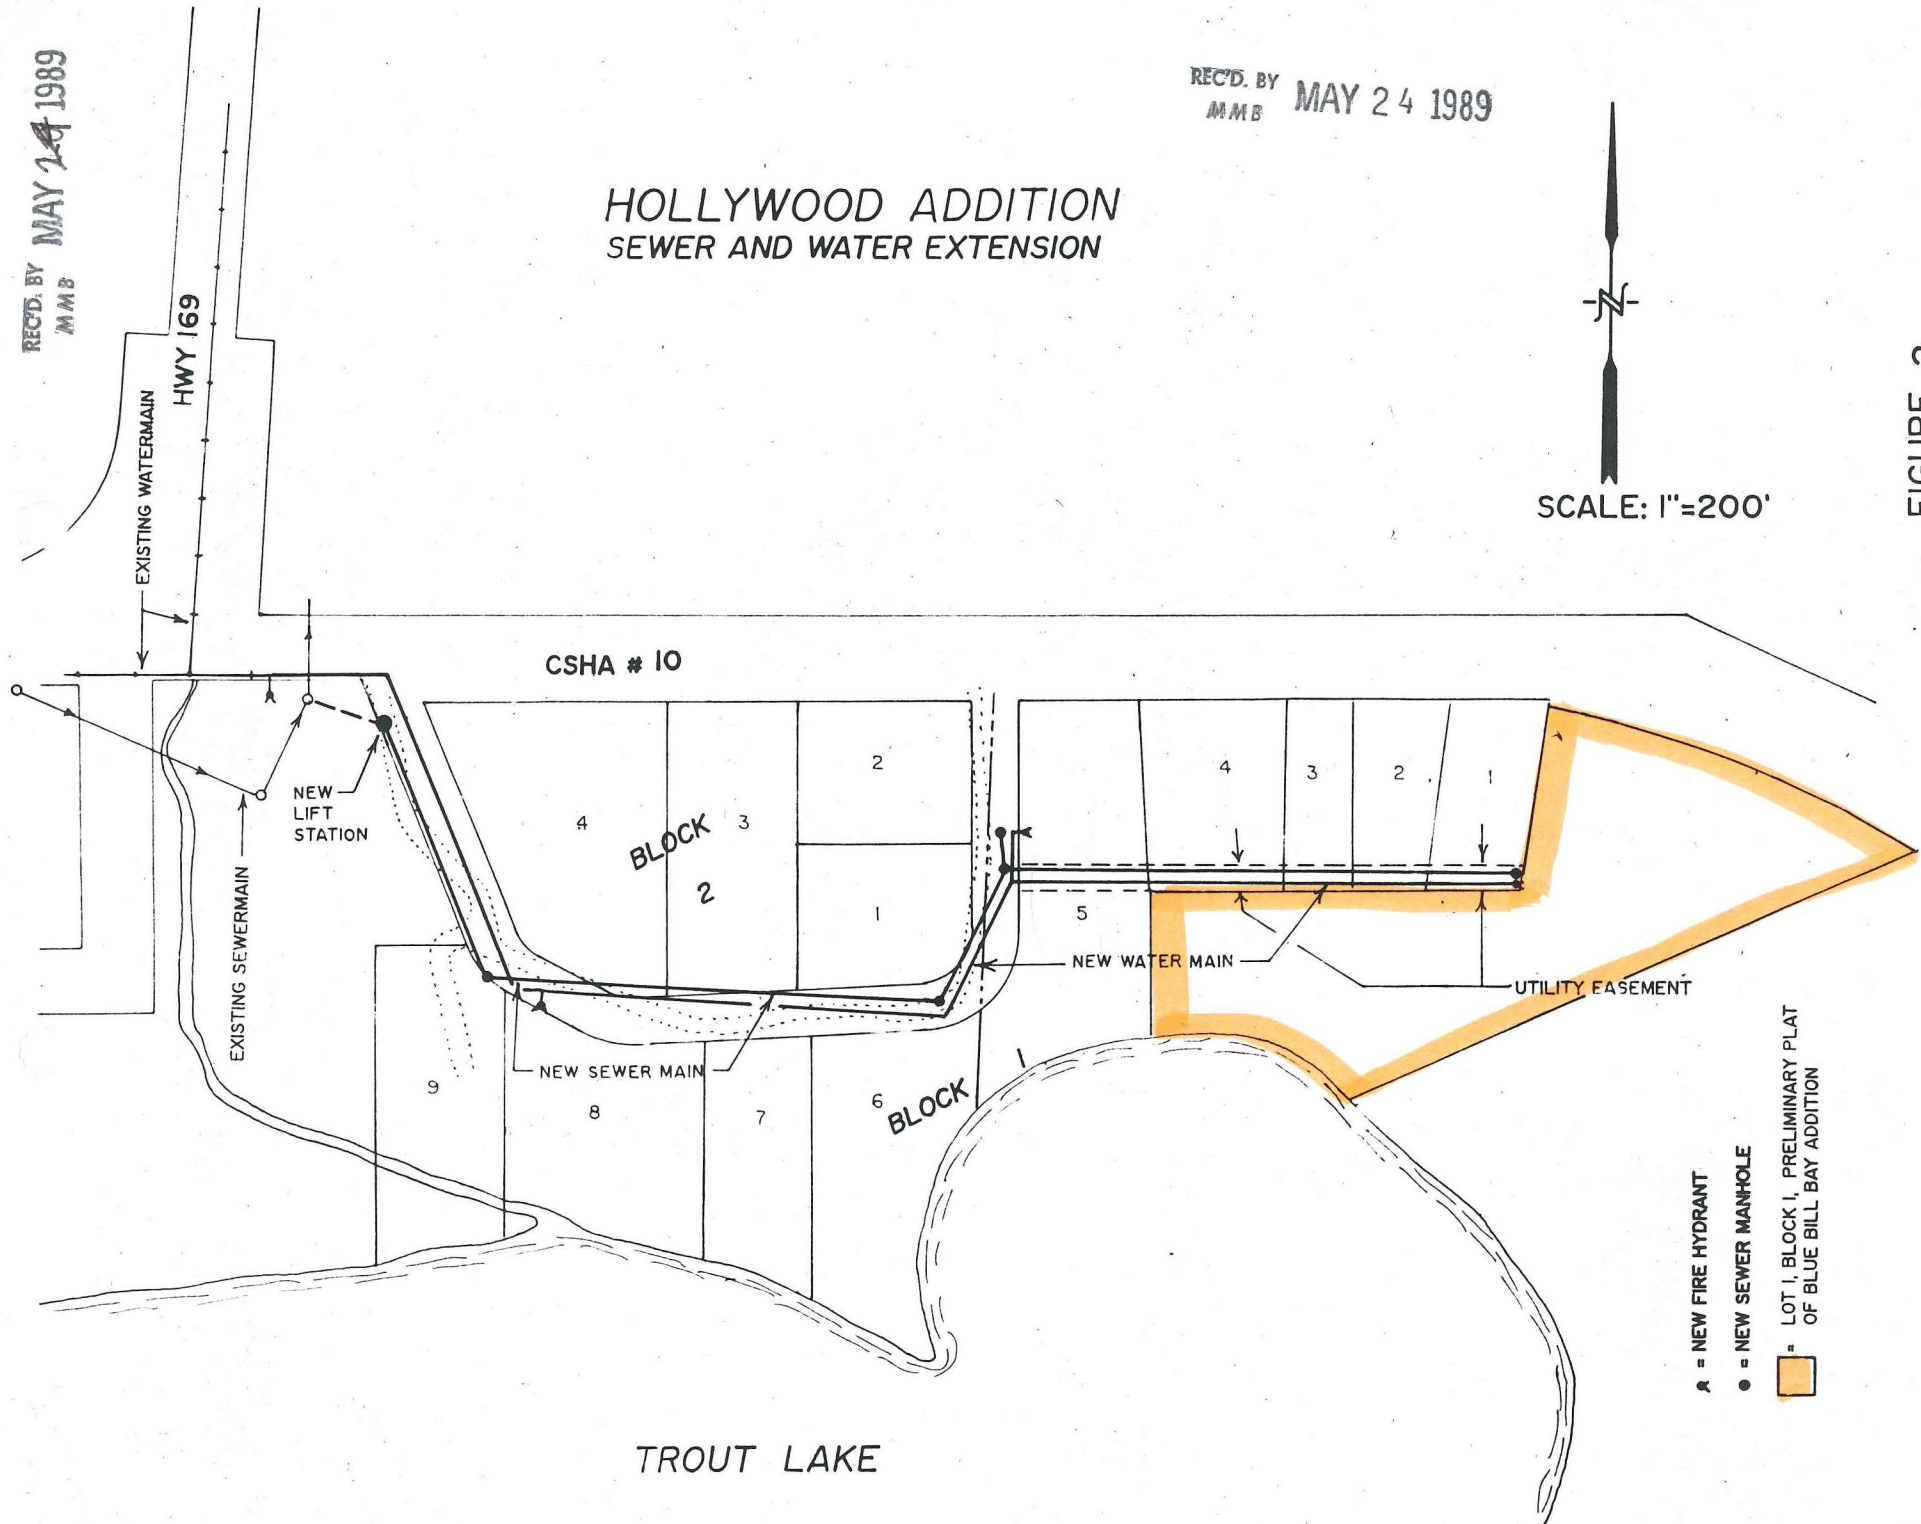 REC'D. BY MAY 24 1989
MMB
REC'D. BY MAY 24 1989
MMB
HOLLYWOOD ADDITION
SEWER AND WATER EXTENSION
N
SCALE: 1"=200'
FIGURE
HWY 169
EXISTING WATERMAIN
CSHA # 10
NEW
LIFT
STATION
EXISTING SEWERMAIN
4
BLOCK
2
3
2
1
4
3
2
1
5
NEW WATER MAIN
UTILITY EASEMENT
NEW SEWER MAIN
9
8
7
6
BLOCK
1
TROUT LAKE
= NEW FIRE HYDRANT
= NEW SEWER MANHOLE
= LOT 1, BLOCK 1, PRELIMINARY PLAT
OF BLUE BILL BAY ADDITION